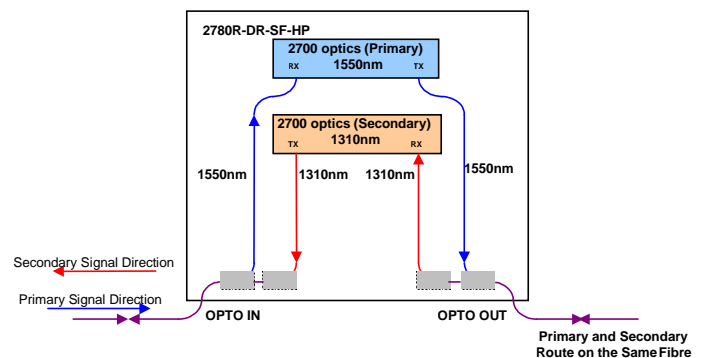 2780R-DR-SF-HP
2700 optics (Primary)
1550nm
RX
TX
2700 optics (Secondary)
1310nm
TX
RX
1550nm
1310nm
1310nm
1550nm
Secondary Signal Direction
Primary Signal Direction
OPTO IN
OPTO OUT
Primary and Secondary
Route on the Same Fibre